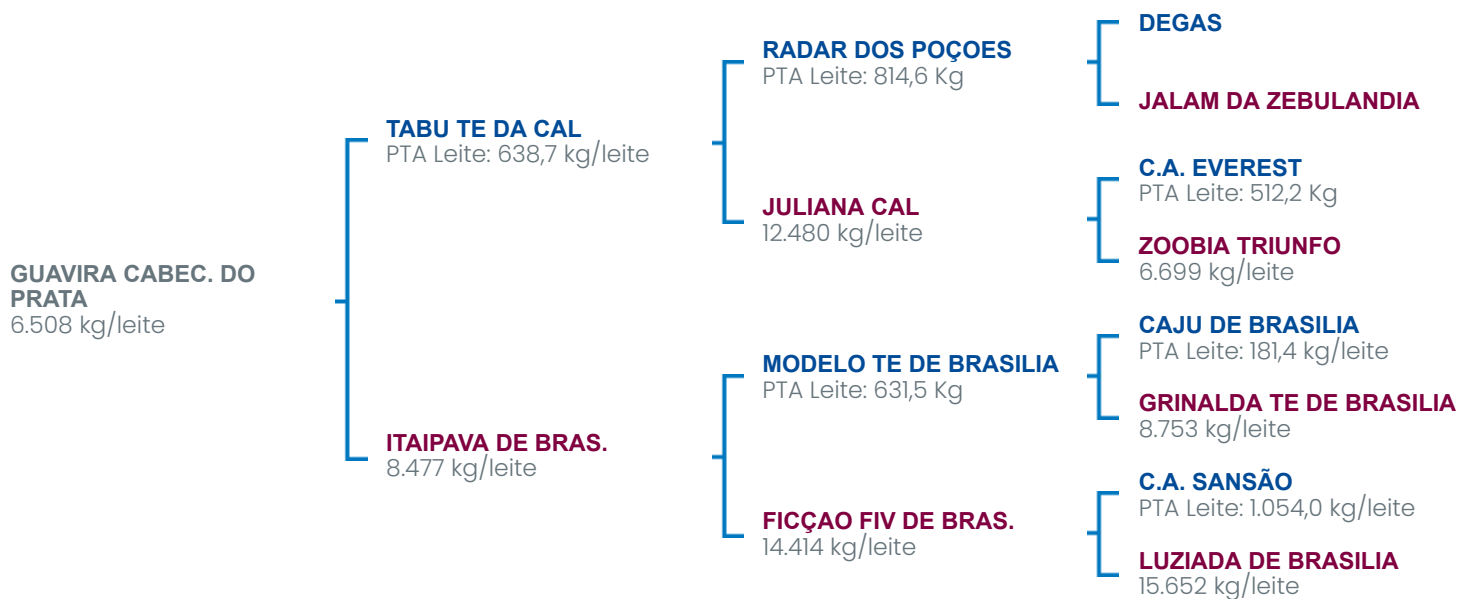 GUAVIRA CABEC. DO
PRATA
6.508 kg/leite
TABU TE DA CAL
PTA Leite: 638,7 kg/leite
ITAIPAVA DE BRAS.
8.477 kg/leite
RADAR DOS POÇOES
PTA Leite: 814,6 Kg
JULIANA CAL
12.480 kg/leite
MODELO TE DE BRASILIA
PTA Leite: 631,5 Kg
FICÇAO FIV DE BRAS.
14.414 kg/leite
DEGAS
JALAM DA ZEBULANDIA
C.A. EVEREST
PTA Leite: 512,2 Kg
ZOOBIA TRIUNFO
6.699 kg/leite
CAJU DE BRASILIA
PTA Leite: 181,4 kg/leite
GRINALDA TE DE BRASILIA
8.753 kg/leite
C.A. SANSÃO
PTA Leite: 1.054,0 kg/leite
LUZIADA DE BRASILIA
15.652 kg/leite